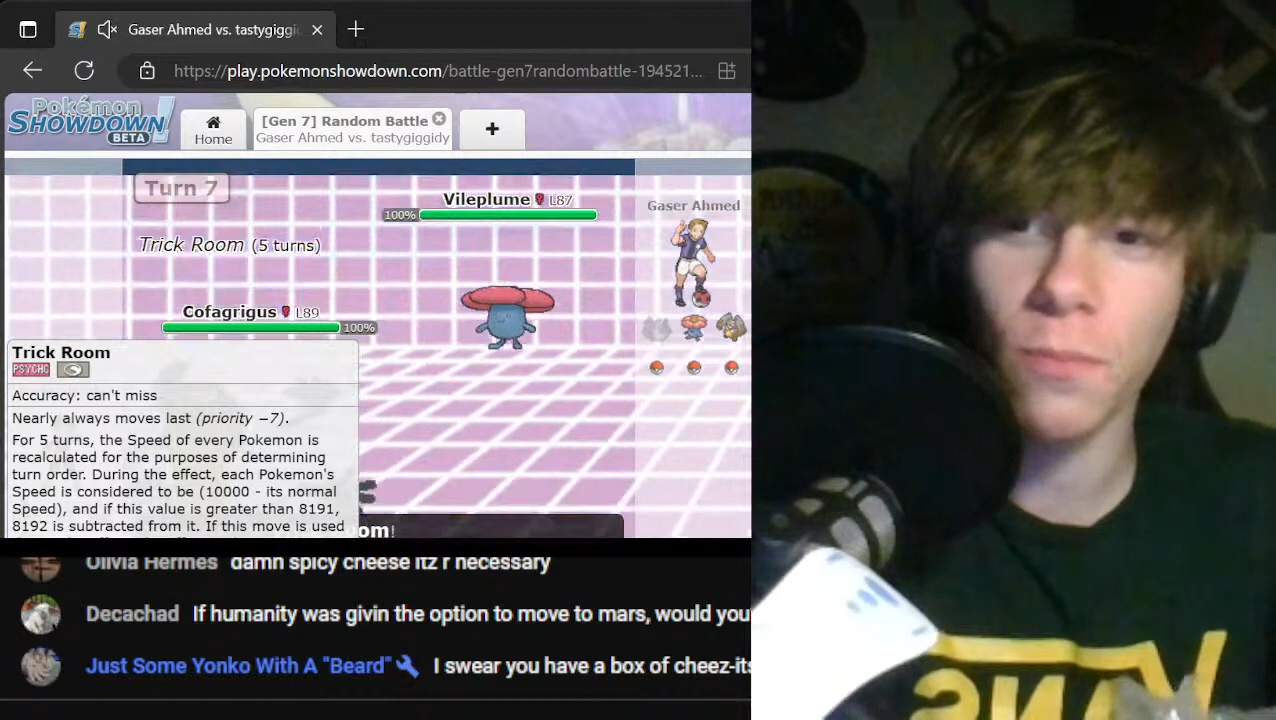 Gaser Ahmed vs. tastygiggi
https://play.pokemonshowdown.com/battle-gen7randombattle-194521...
Pokémon
SHOWDOWN!
BETA
Home
[Gen 7] Random Battle
Gaser Ahmed vs. tastygiggidy
+
Turn 7
Vileplume L87
100%
Gaser Ahmed
Trick Room (5 turns)
Cofagrigus L89
100%
Trick Room
PSYCHC
Accuracy: can't miss
Nearly always moves last (priority −7).
For 5 turns, the Speed of every Pokemon is
recalculated for the purposes of determining
turn order. During the effect, each Pokemon's
Speed is considered to be (10000 - its normal
Speed), and if this value is greater than 8191,
8192 is subtracted from it. If this move is used
om!
Olivia Hermes damn spicy cheese itz r necessary
Decachad If humanity was givin the option to move to mars, would you
Just Some Yonko With A "Beard" I swear you have a box of cheez-its
VANS